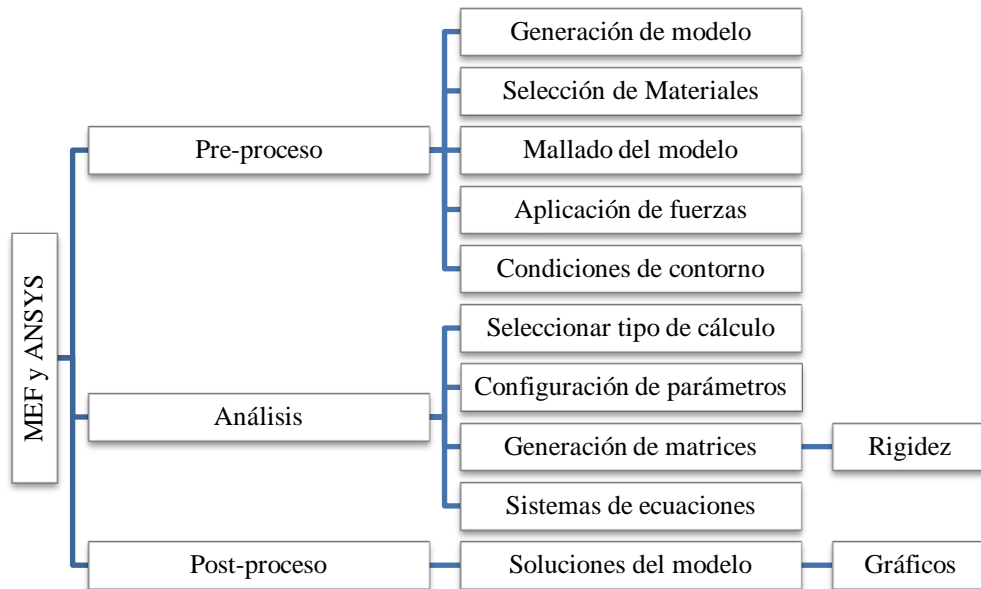 MEF y ANSYS
Pre-proceso
Generación de modelo
Selección de Materiales
Mallado del modelo
Aplicación de fuerzas
Condiciones de contorno
Análisis
Seleccionar tipo de cálculo
Configuración de parámetros
Generación de matrices
Rigidez
Sistemas de ecuaciones
Post-proceso
Soluciones del modelo
Gráficos